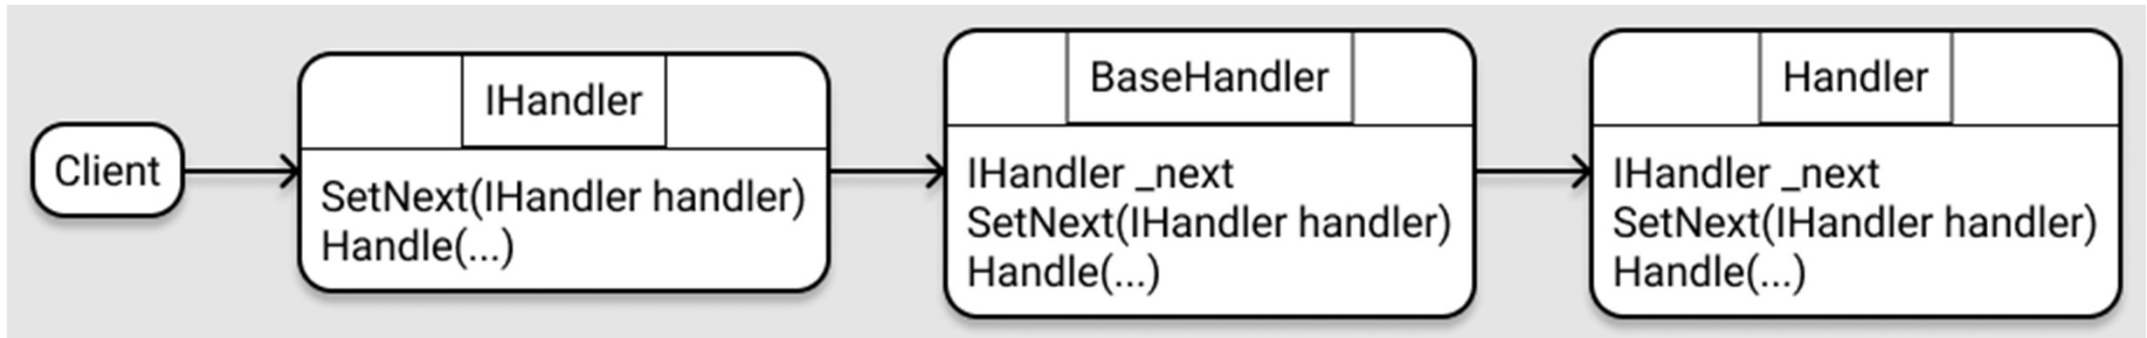 Client
IHandler
SetNext(IHandler handler)
Handle(...)
BaseHandler
IHandler _next
SetNext(IHandler handler)
Handle(...)
Handler
IHandler _next
SetNext(IHandler handler)
Handle(...)